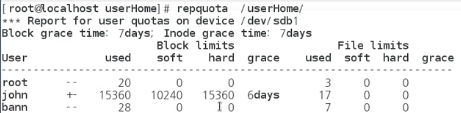 [root@localhost userHome]# repquota /userHome/
*** Report for user quotas on device /dev/sdb1
Block grace time: 7days; Inode grace time: 7days
Block limits File limits
User used soft hard grace used soft hard grace
----------------------------------------------------------------------
root -- 20 0 0 3 0 0
john +- 15360 10240 15360 6days 17 0 0
bann -- 28 0 0 7 0 0